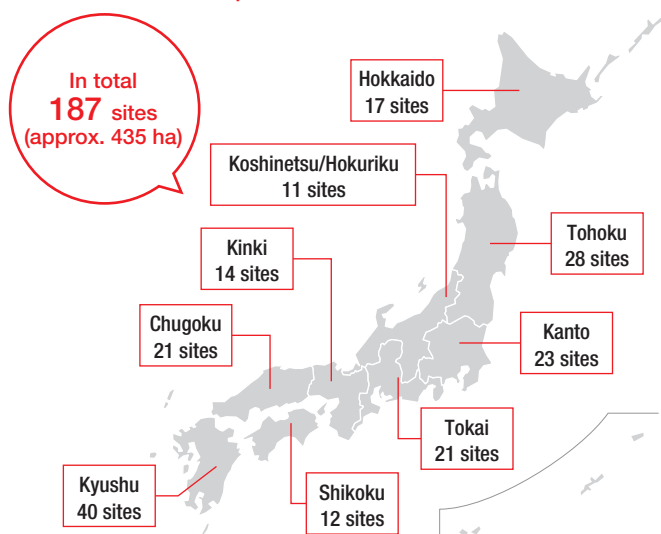 In total
187 sites
(approx. 435 ha)
Hokkaido
17 sites
Koshinetsu/Hokuriku
11 sites
Tohoku
28 sites
Kinki
14 sites
Chugoku
21 sites
Kanto
23 sites
Tokai
21 sites
Kyushu
40 sites
Shikoku
12 sites